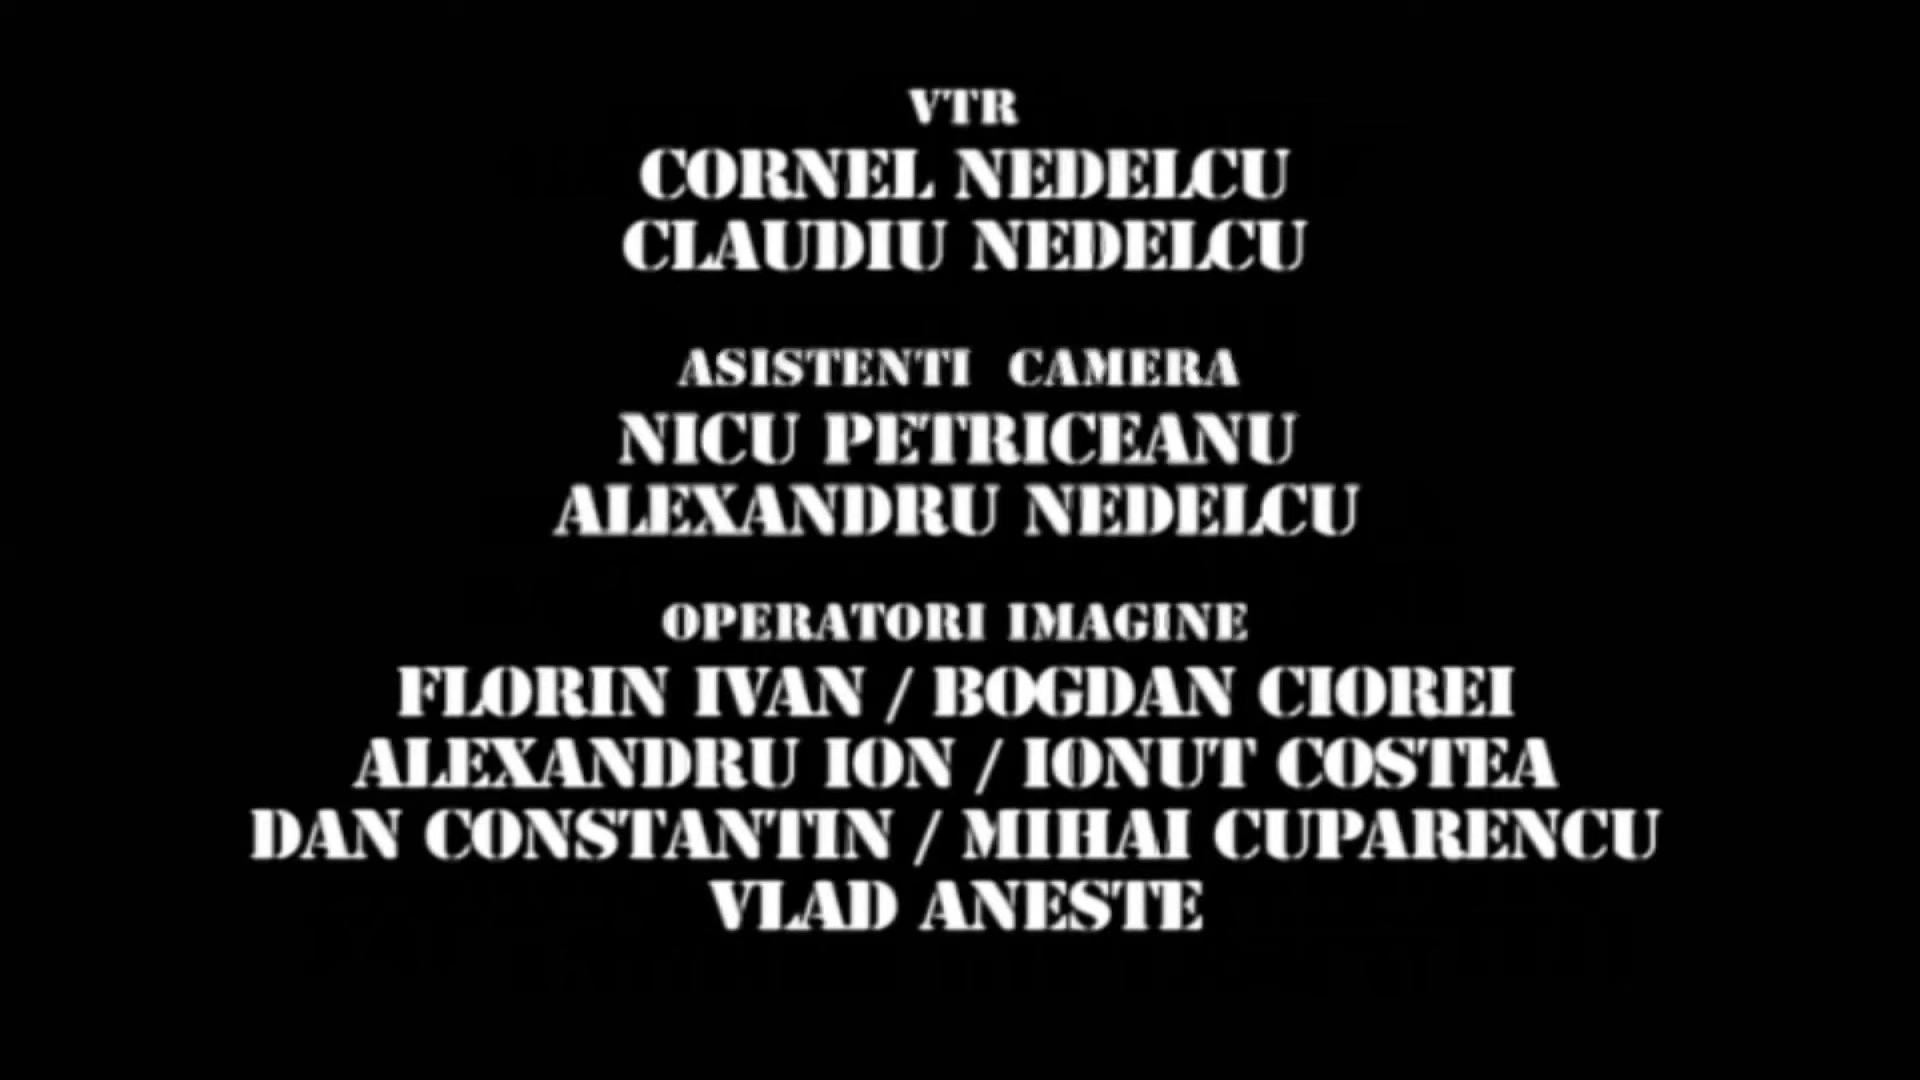 VTR
CORNEL NEDELCU
CLAUDIU NEDELCU
ASISTENTI CAMERA
NICU PETRICEANU
ALEXANDRU NEDELCU
OPERATORI IMAGINE
FLORIN IVAN / BOGDAN CIOREI
ALEXANDRU ION / IONUT COSTEA
DAN CONSTANTIN / MIHAI CUPARENCU
VLAD ANESTE